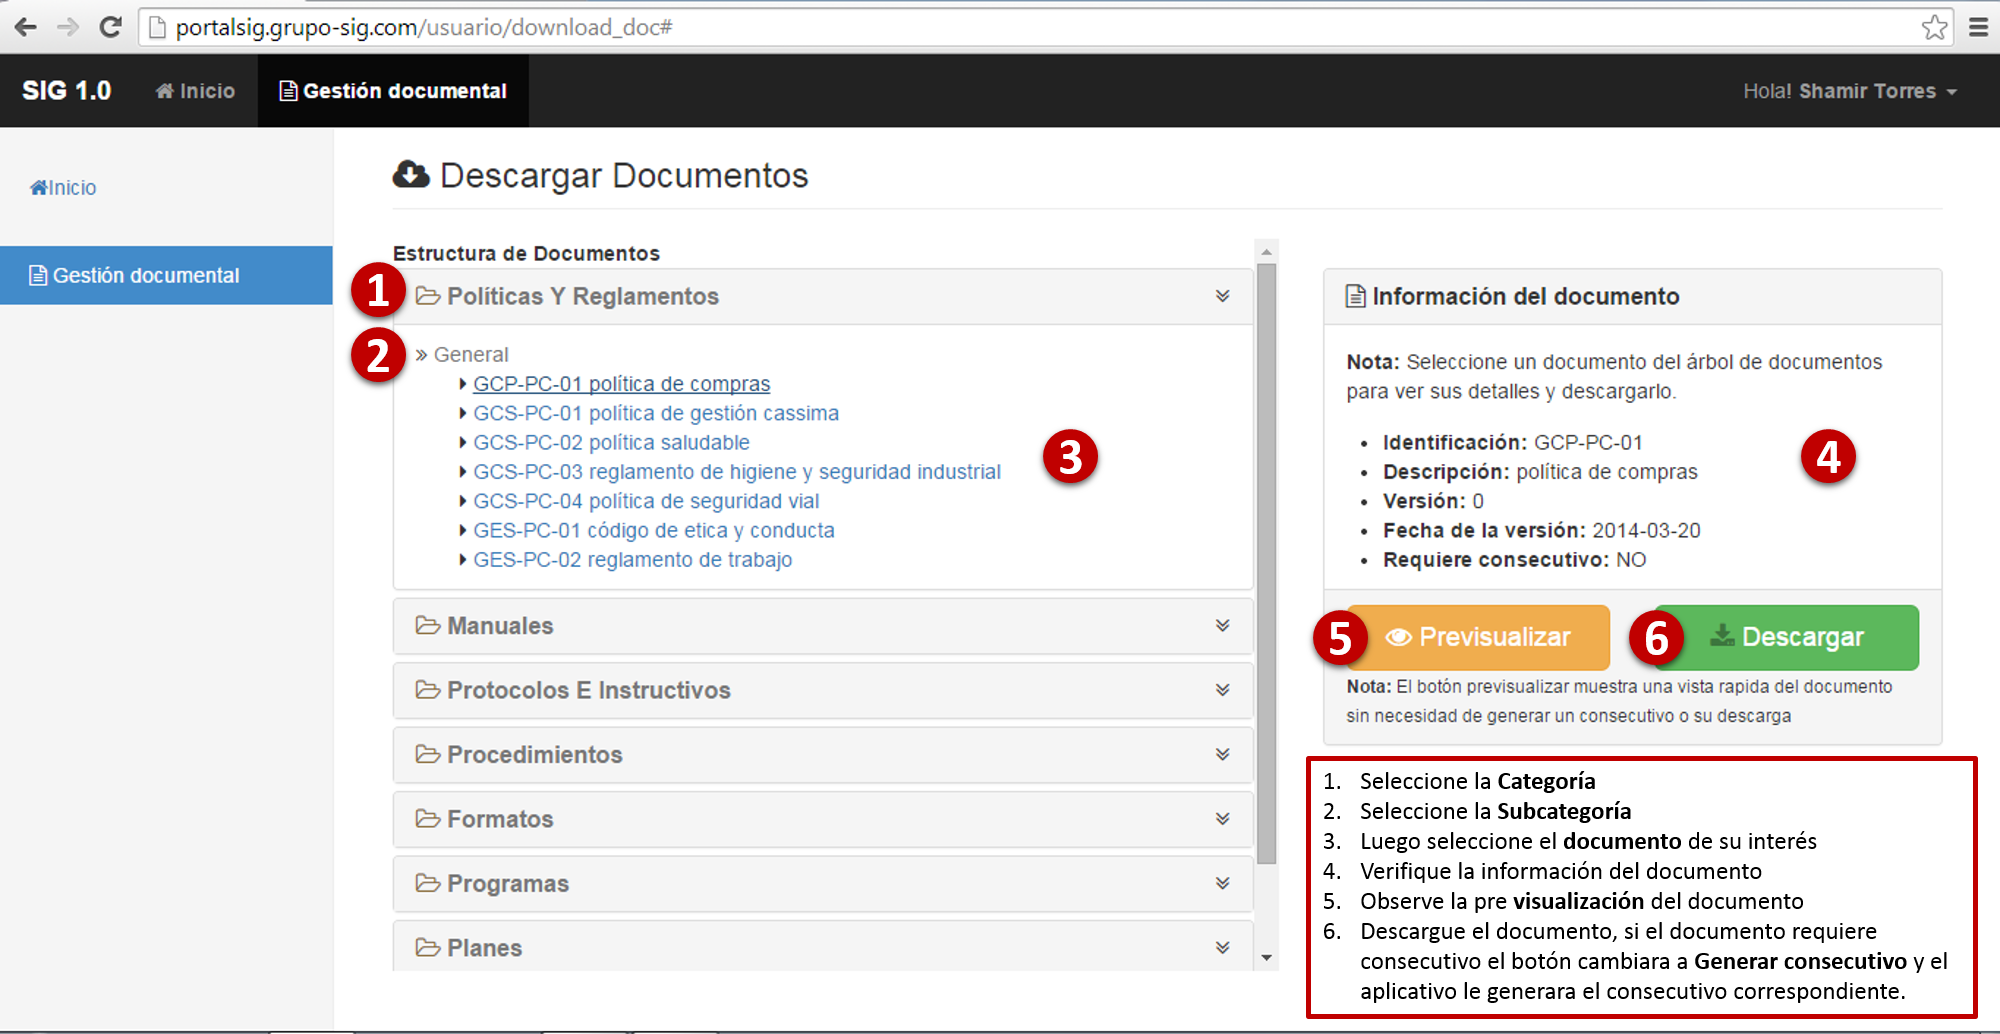 portalsig.grupo-sig.com/usuario/download_doc#
SIG 1.0 Inicio Gestión documental Hola! Shamir Torres
Inicio
Gestión documental
Descargar Documentos
Estructura de Documentos
1 Políticas Y Reglamentos
2 » General
GCP-PC-01 política de compras
GCS-PC-01 política de gestión cassima
GCS-PC-02 política saludable
GCS-PC-03 reglamento de higiene y seguridad industrial
GCS-PC-04 política de seguridad vial
GES-PC-01 código de etica y conducta
GES-PC-02 reglamento de trabajo
3
Manuales
Protocolos E Instructivos
Procedimientos
Formatos
Programas
Planes
Información del documento
Nota: Seleccione un documento del árbol de documentos
para ver sus detalles y descargarlo.
• Identificación: GCP-PC-01
• Descripción: política de compras
• Versión: 0
• Fecha de la versión: 2014-03-20
• Requiere consecutivo: NO
4
5 Previsualizar
6 Descargar
Nota: El botón previsualizar muestra una vista rapida del documento
sin necesidad de generar un consecutivo o su descarga
1. Seleccione la Categoría
2. Seleccione la Subcategoría
3. Luego seleccione el documento de su interés
4. Verifique la información del documento
5. Observe la pre visualización del documento
6. Descargue el documento, si el documento requiere
consecutivo el botón cambiara a Generar consecutivo y el
aplicativo le generara el consecutivo correspondiente.